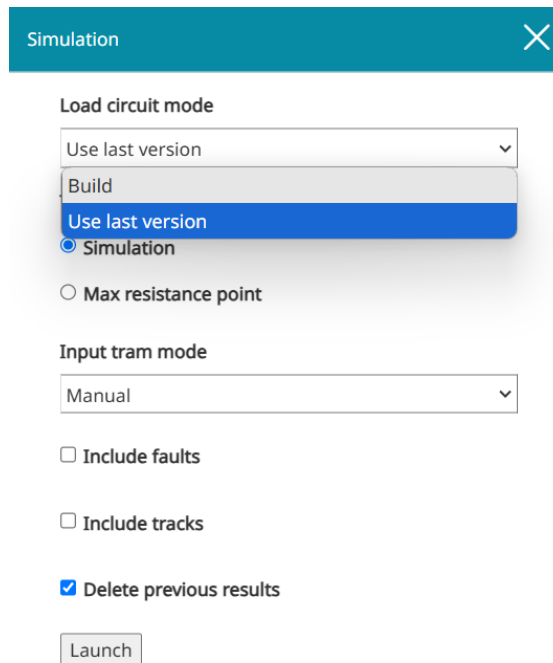 Simulation
Load circuit mode
Use last version
Build
Use last version
Simulation
Max resistance point
Input tram mode
Manual
Include faults
Include tracks
Delete previous results
Launch